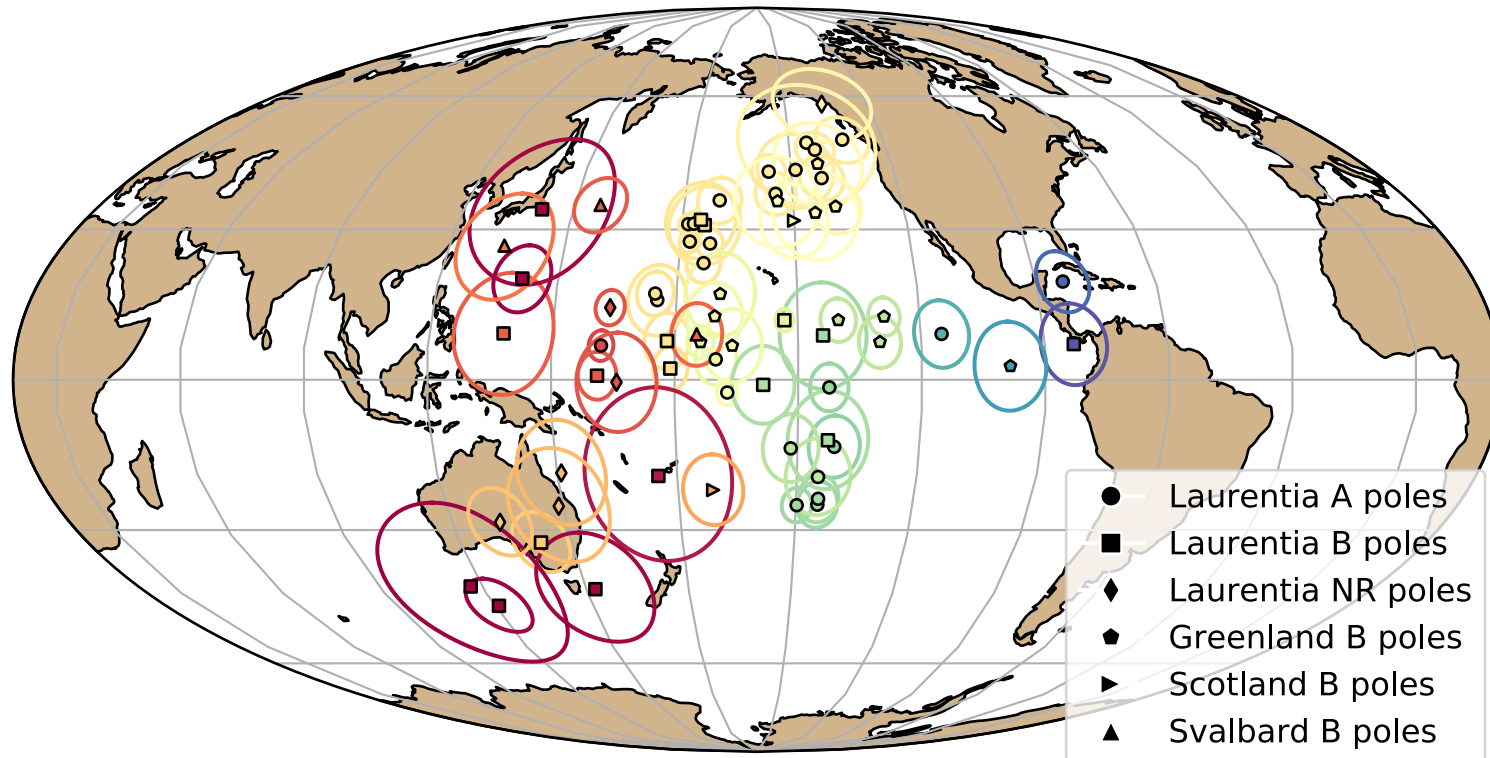 Laurentia A poles
Laurentia B poles
Laurentia NR poles
Greenland B poles
Scotland B poles
Svalbard B poles